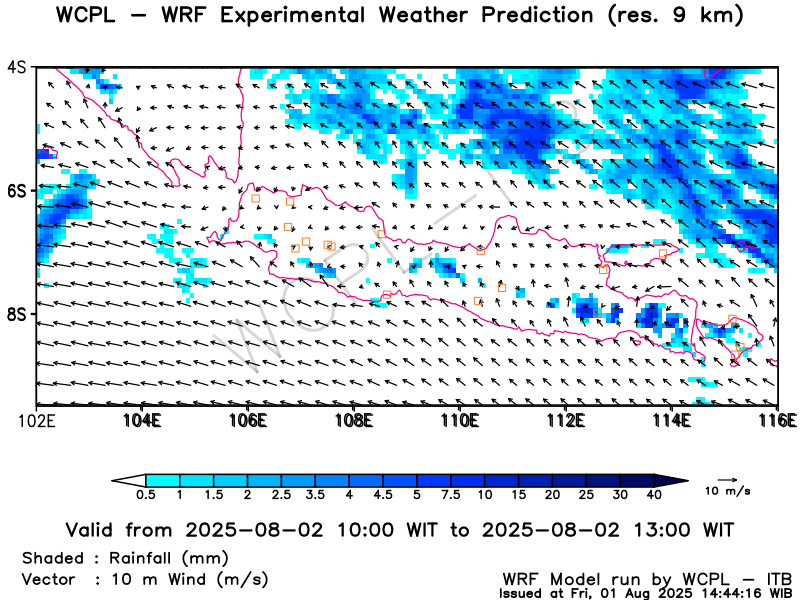 WCPL – WRF Experimental Weather Prediction (res. 9 km)
4S
6S
8S
102E 104E 106E 108E 110E 112E 114E 116E
WCPL–ITB
0.5 1 1.5 2 2.5 3.5 4 4.5 5 7.5 10 15 20 25 30 40
10 m/s
Valid from 2025–08–02 10:00 WIT to 2025–08–02 13:00 WIT
Shaded : Rainfall (mm)
Vector : 10 m Wind (m/s)
WRF Model run by WCPL – ITB
Issued at Fri, 01 Aug 2025 14:44:16 WIB